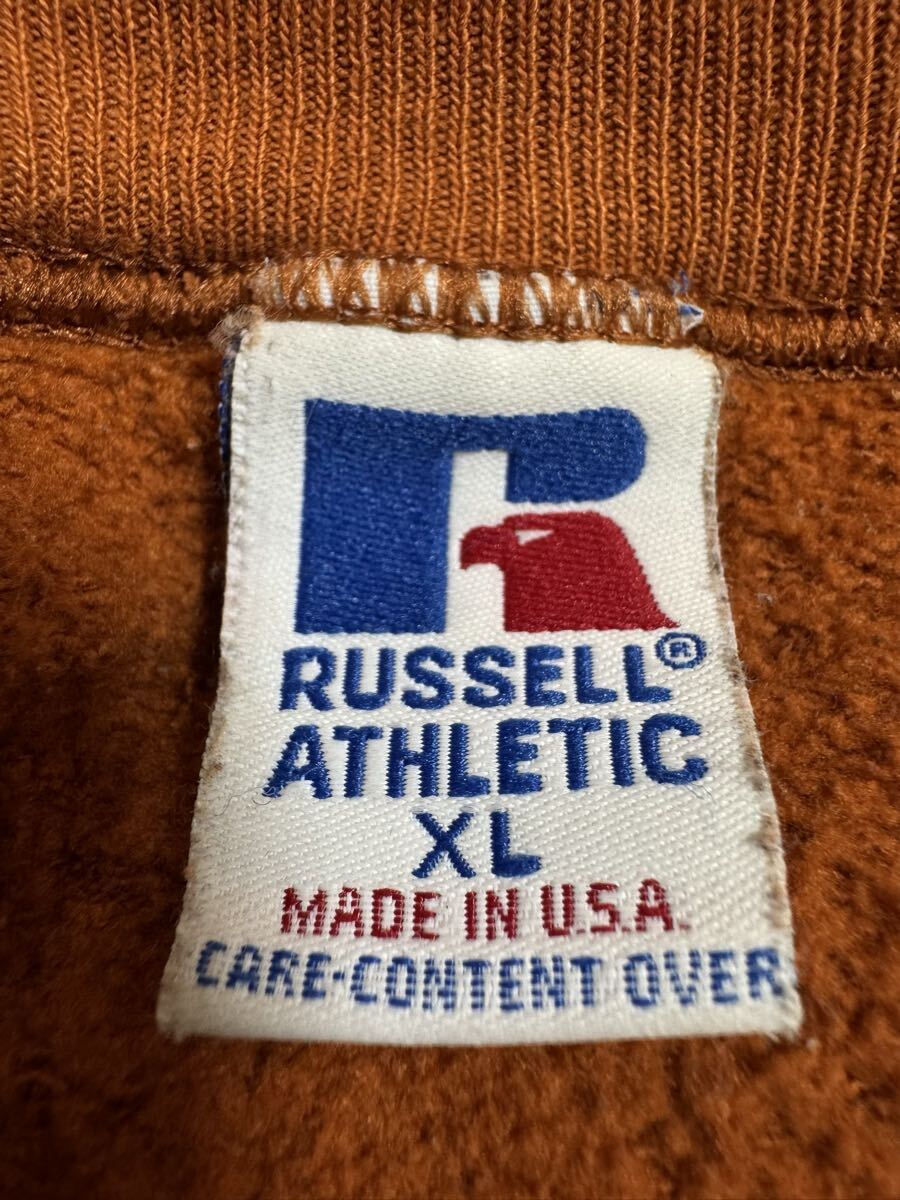 RUSSELL®
ATHLETIC
XL
MADE IN U.S.A.
CARE-CONTENT OVER